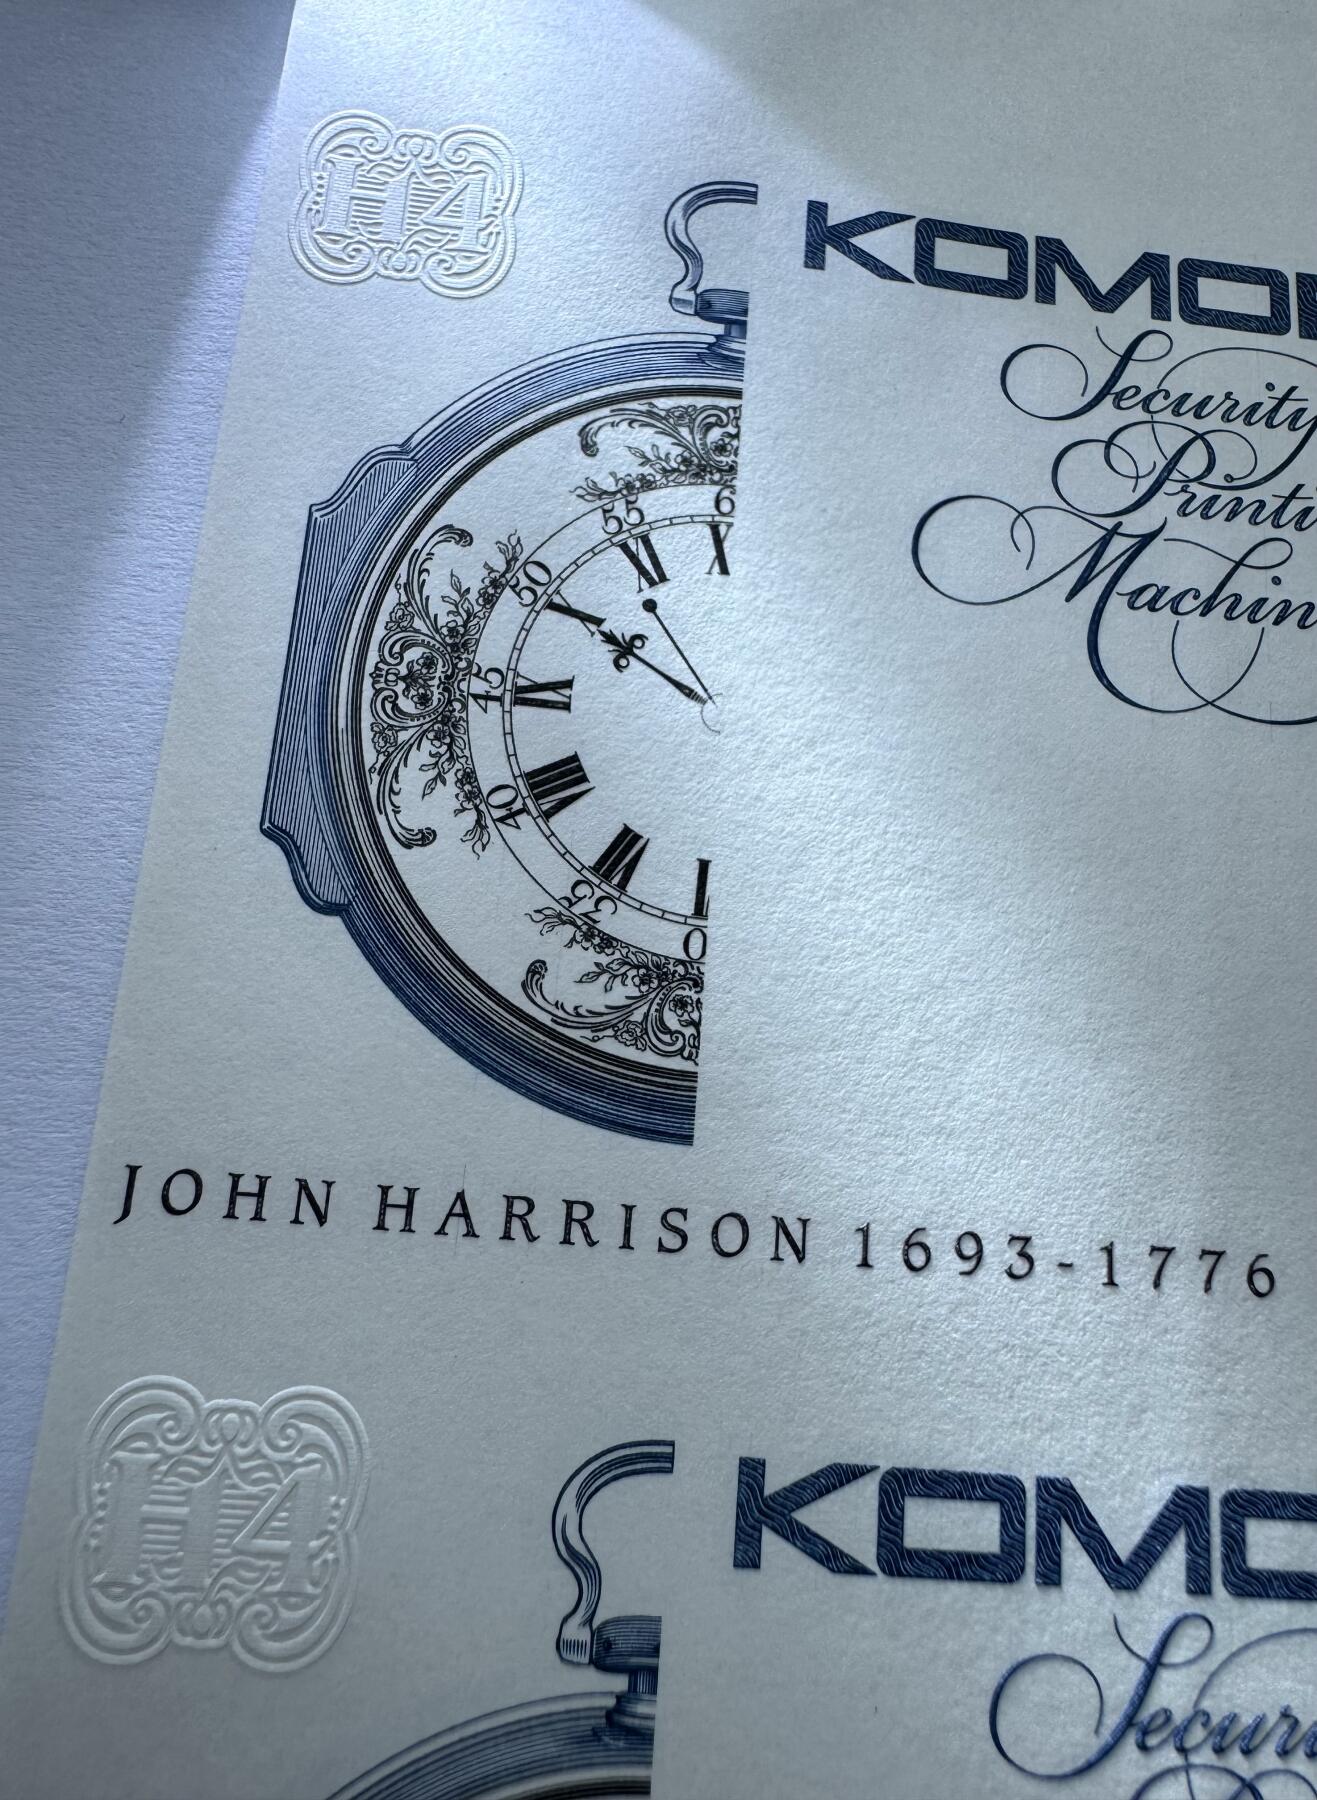 H4
KOMO
Security
Printi
Machin
55 6
50
45
40
35
0
XI X
X
IX
VIII
VII
JOHN HARRISON 1693-1776
H4
KOMO
Securi